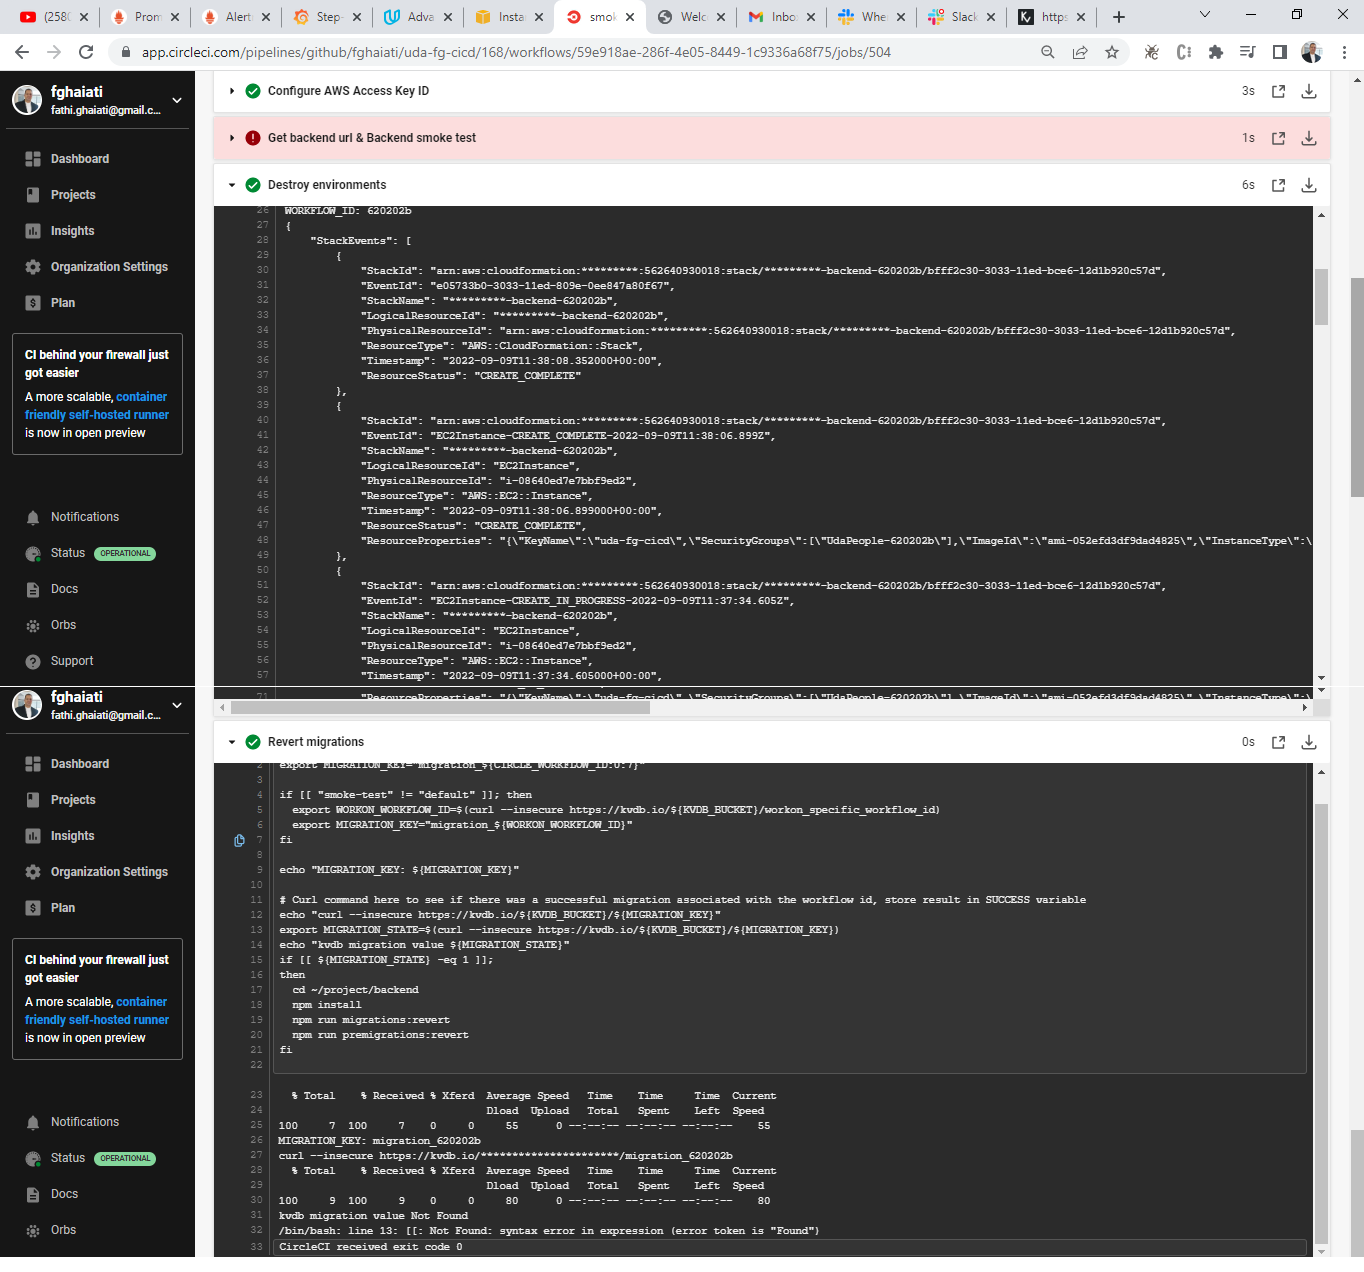 (258(
Prom
Alert
Step-
Adva
Insta
smok
Welc
Inbo
Whe
Slack
https
app.circleci.com/pipelines/github/fghaiati/uda-fg-cicd/168/workflows/59e918ae-286f-4e05-8449-1c9336a68f75/jobs/504
fghaiati
fathi.ghaiati@gmail.c...
Dashboard
Projects
Insights
Organization Settings
Plan
CI behind your firewall just
got easier
A more scalable, container
friendly self-hosted runner
is now in open preview
Notifications
Status OPERATIONAL
Docs
Orbs
Support
Configure AWS Access Key ID 3s
Get backend url & Backend smoke test 1s
Destroy environments 6s
26 WORKFLOW_ID: 620202b
27 {
28 "StackEvents": [
29 {
30 "StackId": "arn:aws:cloudformation:*********:562640930018:stack/*********-backend-620202b/bfff2c30-3033-11ed-bce6-12d1b920c57d",
31 "EventId": "e05733b0-3033-11ed-809e-0ee847a80f67",
32 "StackName": "*********-backend-620202b",
33 "LogicalResourceId": "*********-backend-620202b",
34 "PhysicalResourceId": "arn:aws:cloudformation:*********:562640930018:stack/*********-backend-620202b/bfff2c30-3033-11ed-bce6-12d1b920c57d",
35 "ResourceType": "AWS::CloudFormation::Stack",
36 "Timestamp": "2022-09-09T11:38:08.352000+00:00",
37 "ResourceStatus": "CREATE_COMPLETE"
38 },
39 {
40 "StackId": "arn:aws:cloudformation:*********:562640930018:stack/*********-backend-620202b/bfff2c30-3033-11ed-bce6-12d1b920c57d",
41 "EventId": "EC2Instance-CREATE_COMPLETE-2022-09-09T11:38:06.899Z",
42 "StackName": "*********-backend-620202b",
43 "LogicalResourceId": "EC2Instance",
44 "PhysicalResourceId": "i-08640ed7e7bbf9ed2",
45 "ResourceType": "AWS::EC2::Instance",
46 "Timestamp": "2022-09-09T11:38:06.899000+00:00",
47 "ResourceStatus": "CREATE_COMPLETE",
48 "ResourceProperties": "{\"KeyName\":\"uda-fg-cicd\",\"SecurityGroups\":[\"UdaPeople-620202b\"],\"ImageId\":\"ami-052efd3df9dad4825\",\"InstanceType\":\
49 },
50 {
51 "StackId": "arn:aws:cloudformation:*********:562640930018:stack/*********-backend-620202b/bfff2c30-3033-11ed-bce6-12d1b920c57d",
52 "EventId": "EC2Instance-CREATE_IN_PROGRESS-2022-09-09T11:37:34.605Z",
53 "StackName": "*********-backend-620202b",
54 "LogicalResourceId": "EC2Instance",
55 "PhysicalResourceId": "i-08640ed7e7bbf9ed2",
56 "ResourceType": "AWS::EC2::Instance",
57 "Timestamp": "2022-09-09T11:37:34.605000+00:00",
71 "ResourceProperties": "{\"KeyName\":\"uda-fg-cicd\",\"SecurityGroups\":[\"UdaPeople-620202b\"],\"ImageId\":\"ami-052efd3df9dad4825\",\"InstanceType\":\
fghaiati
fathi.ghaiati@gmail.c...
Dashboard
Projects
Insights
Organization Settings
Plan
CI behind your firewall just
got easier
A more scalable, container
friendly self-hosted runner
is now in open preview
Notifications
Status OPERATIONAL
Docs
Orbs
Revert migrations 0s
2 export MIGRATION_KEY="migration_${CIRCLE_WORKFLOW_ID:0:7}"
3
4 if [[ "smoke-test" != "default" ]]; then
5 export WORKON_WORKFLOW_ID=$(curl --insecure https://kvdb.io/${KVDB_BUCKET}/workon_specific_workflow_id)
6 export MIGRATION_KEY="migration_${WORKON_WORKFLOW_ID}"
7 fi
8
9 echo "MIGRATION_KEY: ${MIGRATION_KEY}"
10
11 # Curl command here to see if there was a successful migration associated with the workflow id, store result in SUCCESS variable
12 echo "curl --insecure https://kvdb.io/${KVDB_BUCKET}/${MIGRATION_KEY}"
13 export MIGRATION_STATE=$(curl --insecure https://kvdb.io/${KVDB_BUCKET}/${MIGRATION_KEY})
14 echo "kvdb migration value ${MIGRATION_STATE}"
15 if [[ ${MIGRATION_STATE} -eq 1 ]];
16 then
17 cd ~/project/backend
18 npm install
19 npm run migrations:revert
20 npm run premigrations:revert
21 fi
22
23 % Total % Received % Xferd Average Speed Time Time Time Current
24 Dload Upload Total Spent Left Speed
25 100 7 100 7 0 0 55 0 --:--:-- --:--:-- --:--:-- 55
26 MIGRATION_KEY: migration_620202b
27 curl --insecure https://kvdb.io/**********************/migration_620202b
28 % Total % Received % Xferd Average Speed Time Time Time Current
29 Dload Upload Total Spent Left Speed
30 100 9 100 9 0 0 80 0 --:--:-- --:--:-- --:--:-- 80
31 kvdb migration value Not Found
32 /bin/bash: line 13: [[: Not Found: syntax error in expression (error token is "Found")
33 CircleCI received exit code 0